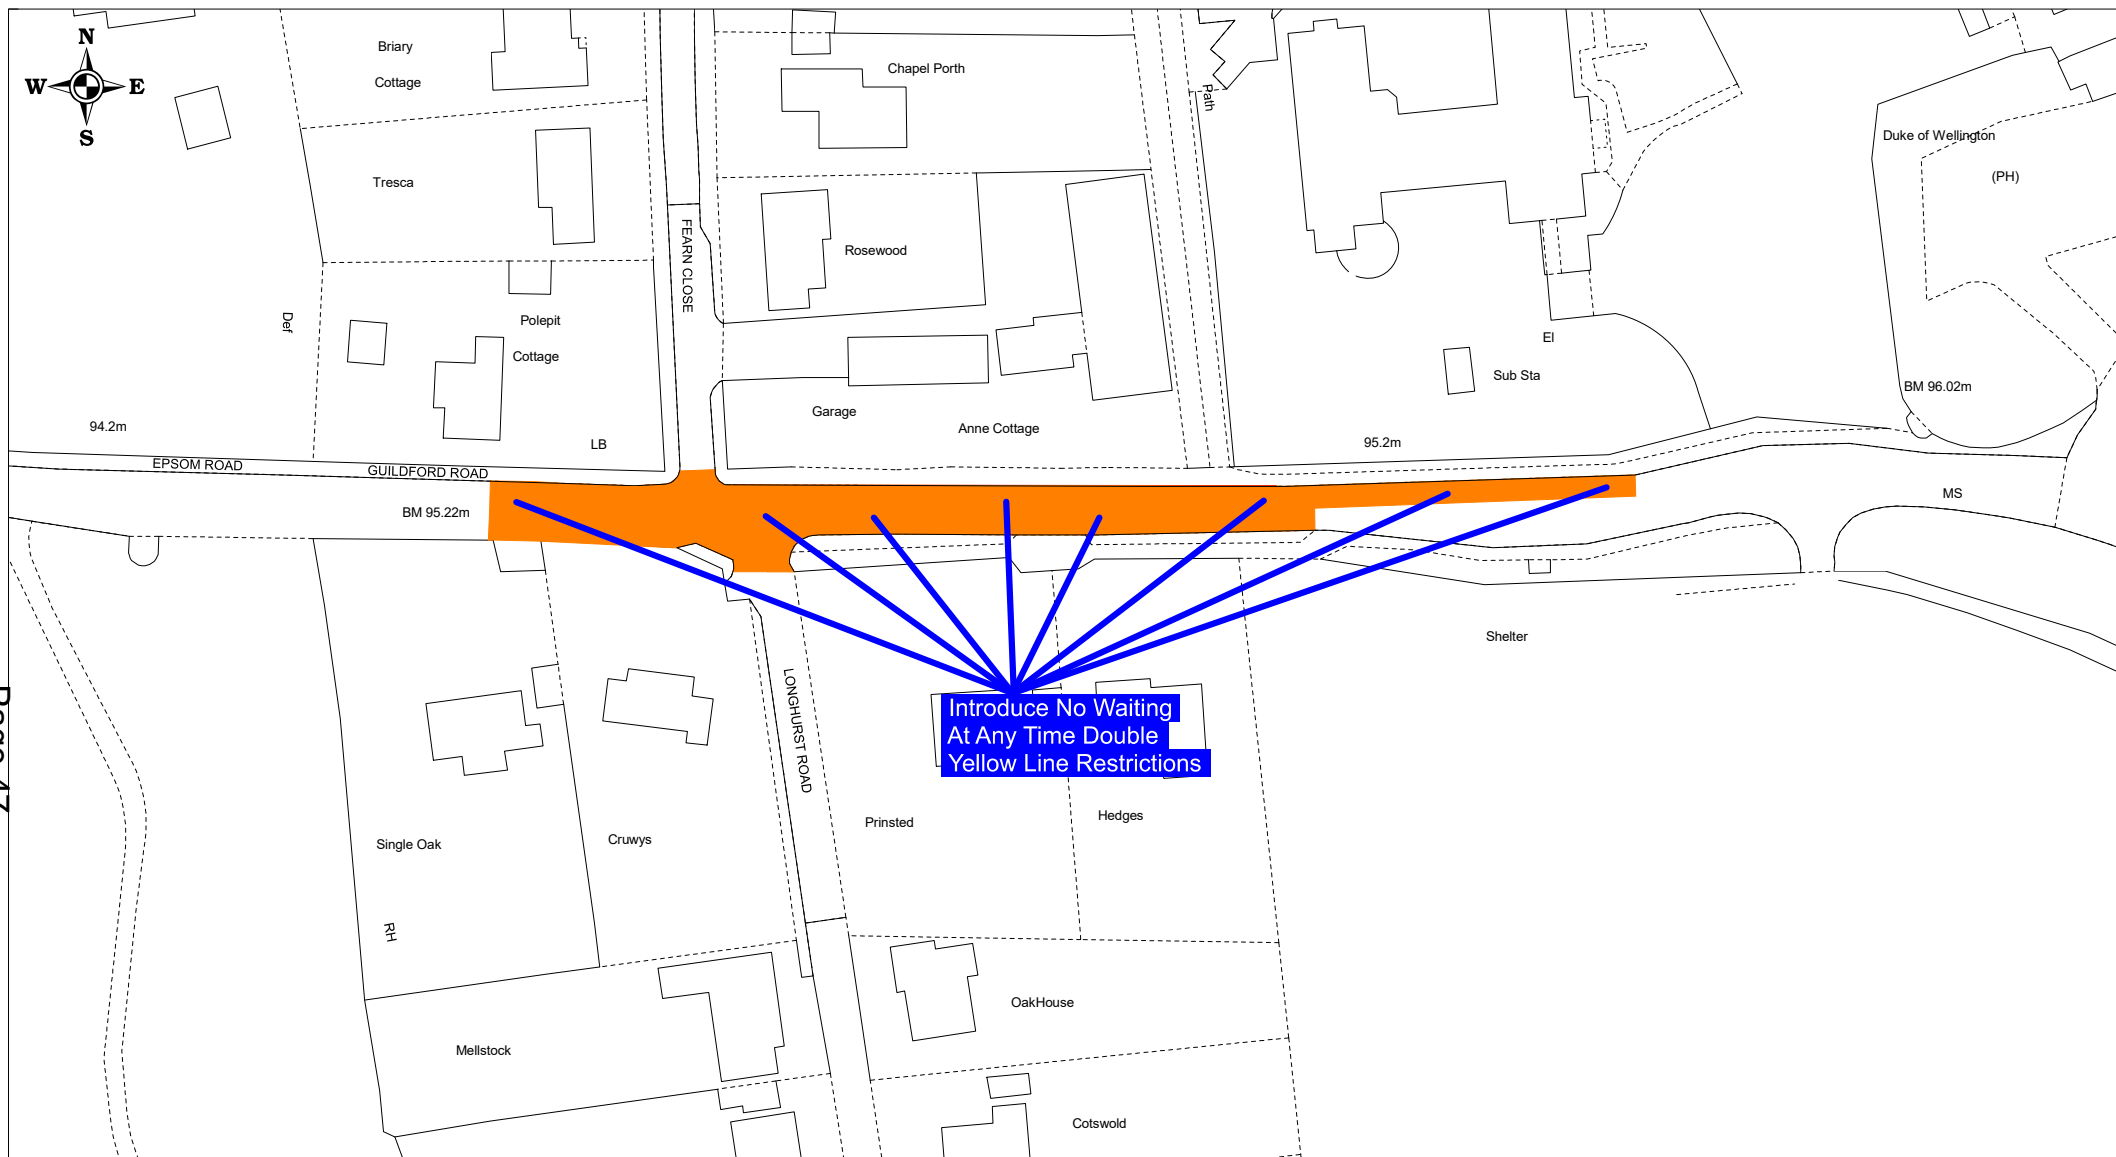 N
W E
S
Briary
Cottage
Chapel Porth
Path
Duke of Wellington
(PH)
Tresca
FEARN CLOSE
Rosewood
Def
Polepit
Cottage
El
Sub Sta
BM 96.02m
94.2m
LB
Garage
Anne Cottage
95.2m
EPSOM ROAD
GUILDFORD ROAD
BM 95.22m
MS
Shelter
LONGHURST ROAD
Introduce No Waiting
At Any Time Double
Yellow Line Restrictions
Prinsted
Hedges
Single Oak
Cruwys
RH
OakHouse
Mellstock
Cotswold